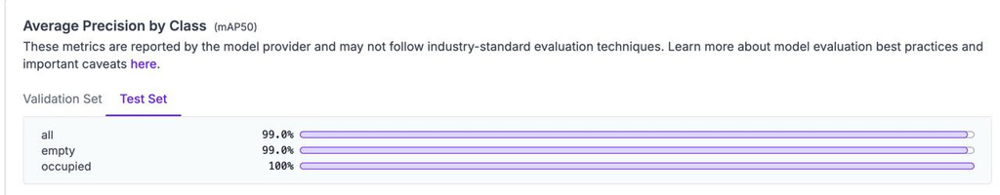 Average Precision by Class (mAP50)
These metrics are reported by the model provider and may not follow industry-standard evaluation techniques. Learn more about model evaluation best practices and
important caveats here.
Validation Set Test Set
all 99.0%
empty 99.0%
occupied 100%